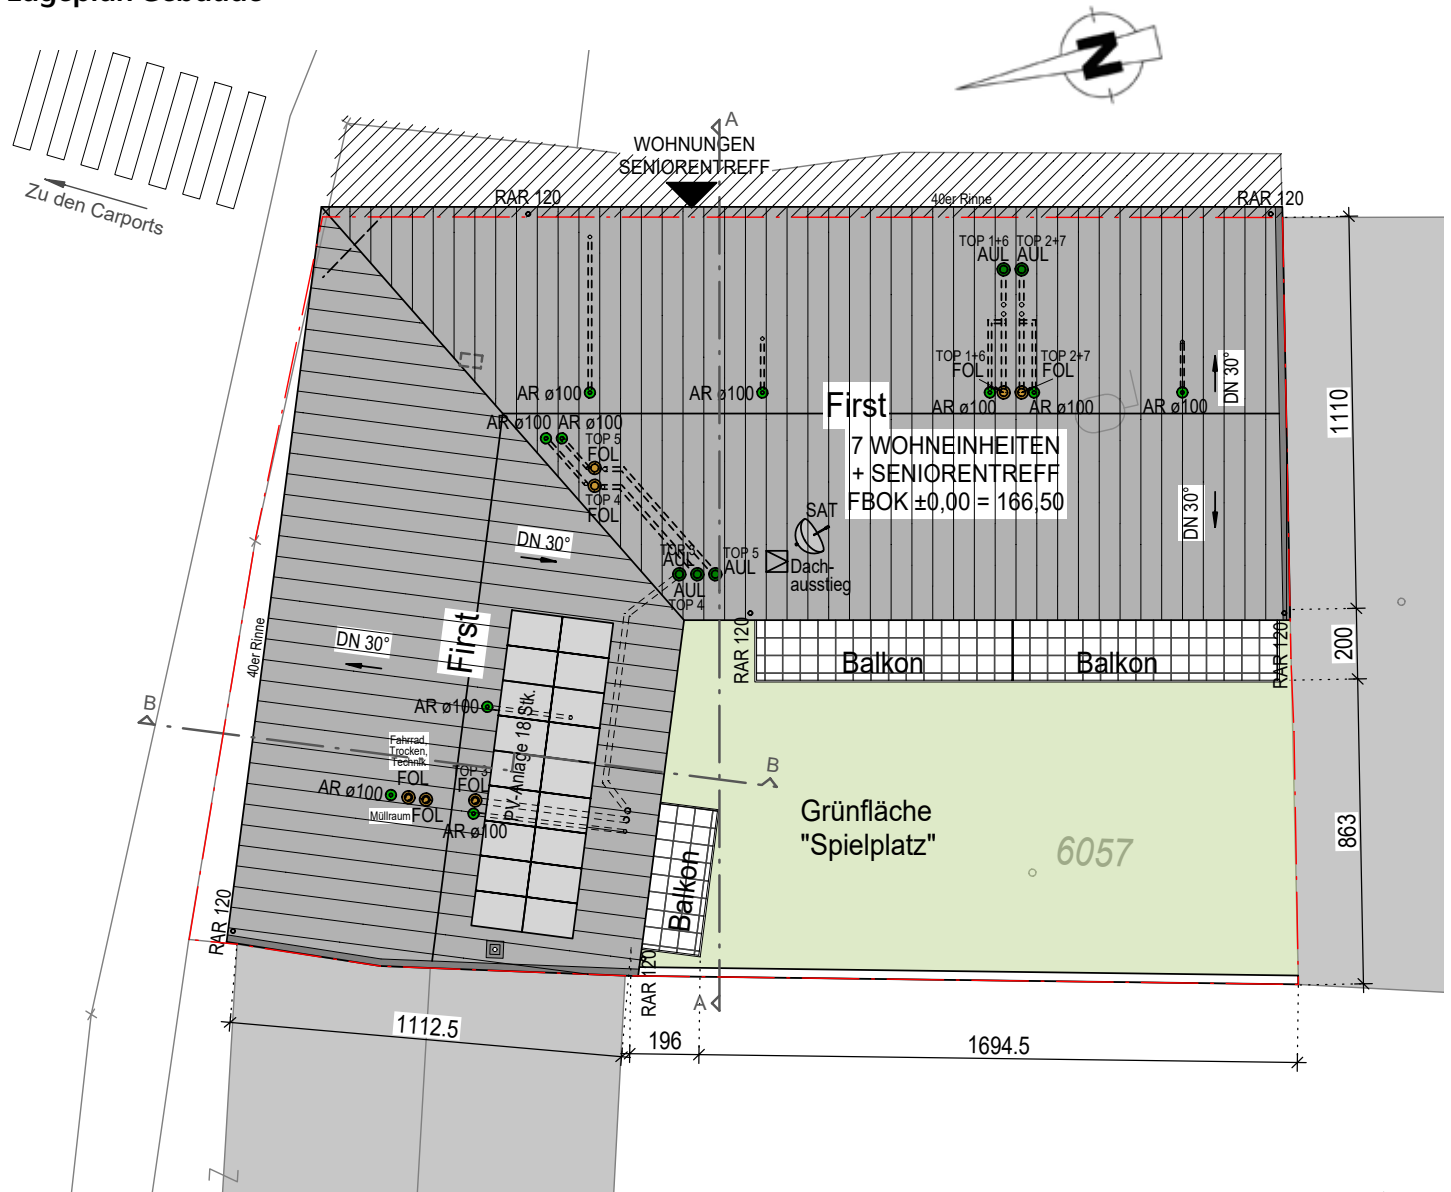 Lageplan Gebäude
N
A
WOHNUNGEN
SENIORENTREFF
Zu den Carports
RAR 120
40er Rinne
RAR 120
TOP 1+6
AUL
TOP 2+7
AUL
TOP 1+6
FOL
TOP 2+7
FOL
DN 30°
AR ø100
AR ø100
AR ø100
AR ø100
AR ø100
First
AR ø100
AR ø100
TOP 5
FOL
TOP 4
FOL
7 WOHNEINHEITEN
+ SENIORENTREFF
FBOK ±0,00 = 166,50
1110
SAT
DN 30°
DN 30°
TOP 3
AUL
TOP 5
AUL
AUL
TOP 4
Dach-
ausstieg
40er Rinne
DN 30°
First
RAR 120
Balkon
Balkon
RAR 120
200
AR ø100
PV-Anlage 18 Stk.
B
B
Fahrrad,
Trocken,
Technik
FOL
TOP 3
FOL
AR ø100
Müllraum
FOL
AR ø100
Grünfläche
"Spielplatz"
6057
863
Balkon
RAR 120
RAR 120
A
1112.5
196
1694.5